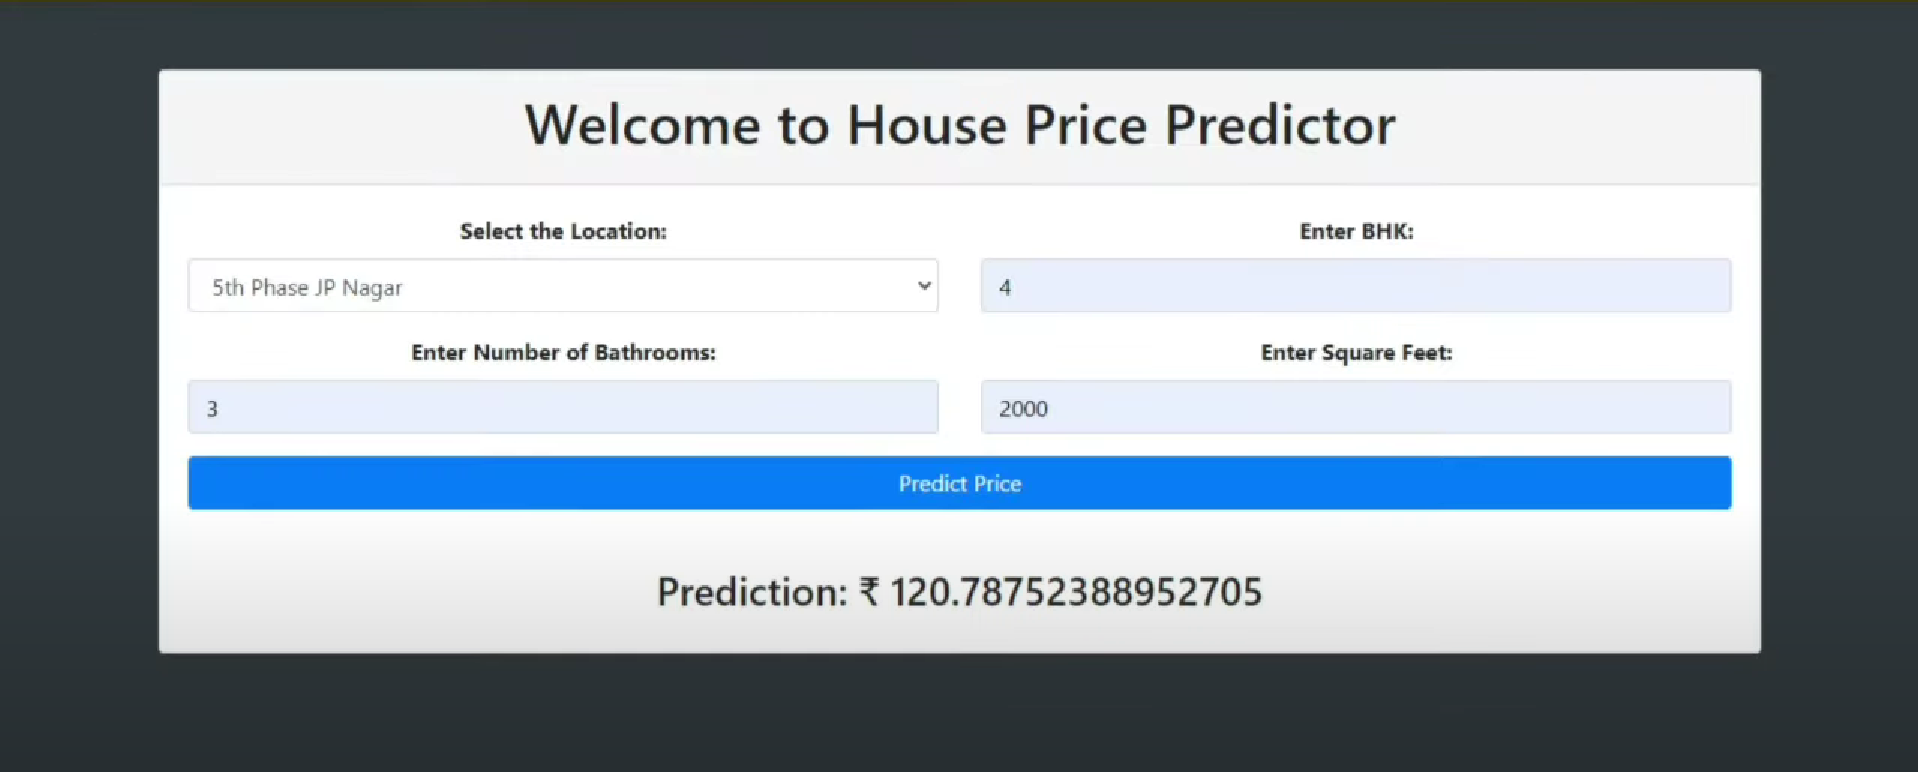 Welcome to House Price Predictor
Select the Location:
Enter BHK:
5th Phase JP Nagar
4
Enter Number of Bathrooms:
Enter Square Feet:
3
2000
Predict Price
Prediction: ₹ 120.78752388952705